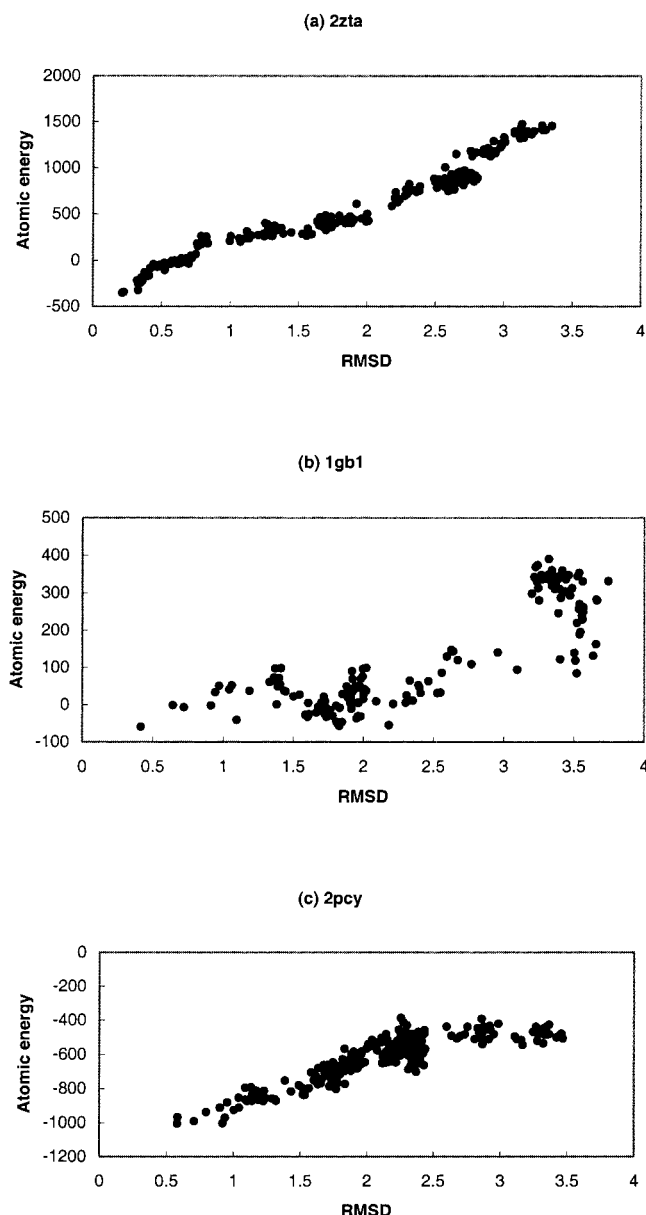 (a) 2zta
2000
1500
1000
500
0
-500
Atomic energy
0 0.5 1 1.5 2 2.5 3 3.5 4
RMSD
(b) 1gb1
500
400
300
200
100
0
-100
Atomic energy
0 0.5 1 1.5 2 2.5 3 3.5 4
RMSD
(c) 2pcy
0
-200
-400
-600
-800
-1000
-1200
Atomic energy
0 0.5 1 1.5 2 2.5 3 3.5 4
RMSD